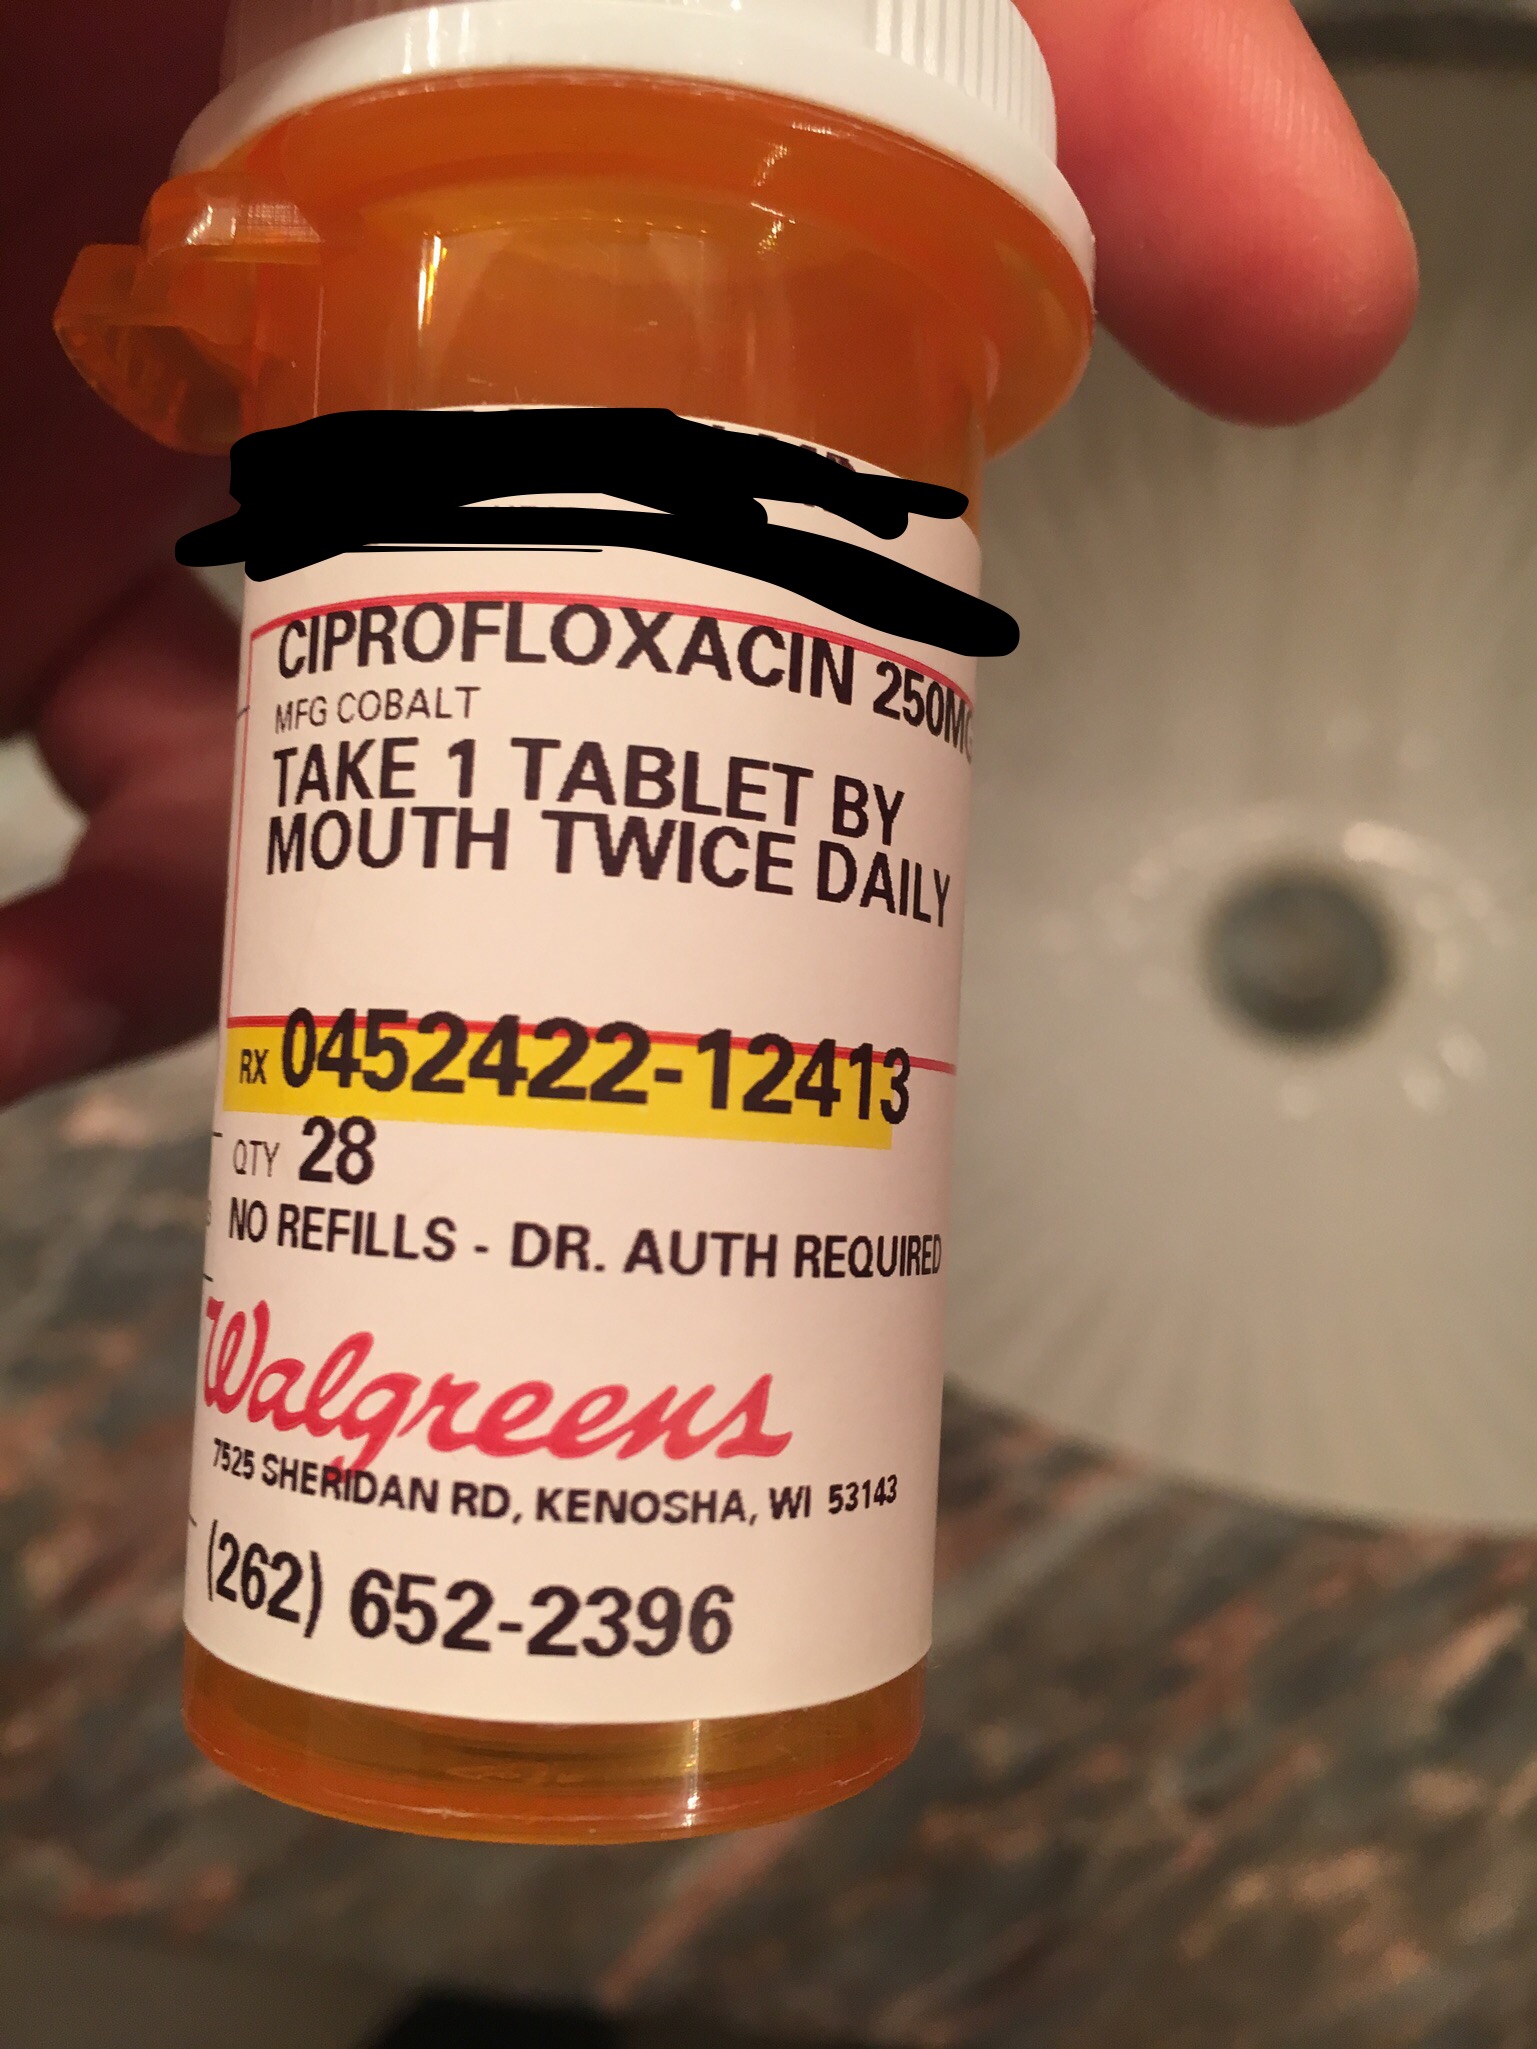 CIPROFLOXACIN 250MG
MFG COBALT
TAKE 1 TABLET BY
MOUTH TWICE DAILY
RX 0452422-12413
QTY 28
NO REFILLS - DR. AUTH REQUIRED
Walgreens
7525 SHERIDAN RD, KENOSHA, WI 53143
(262) 652-2396